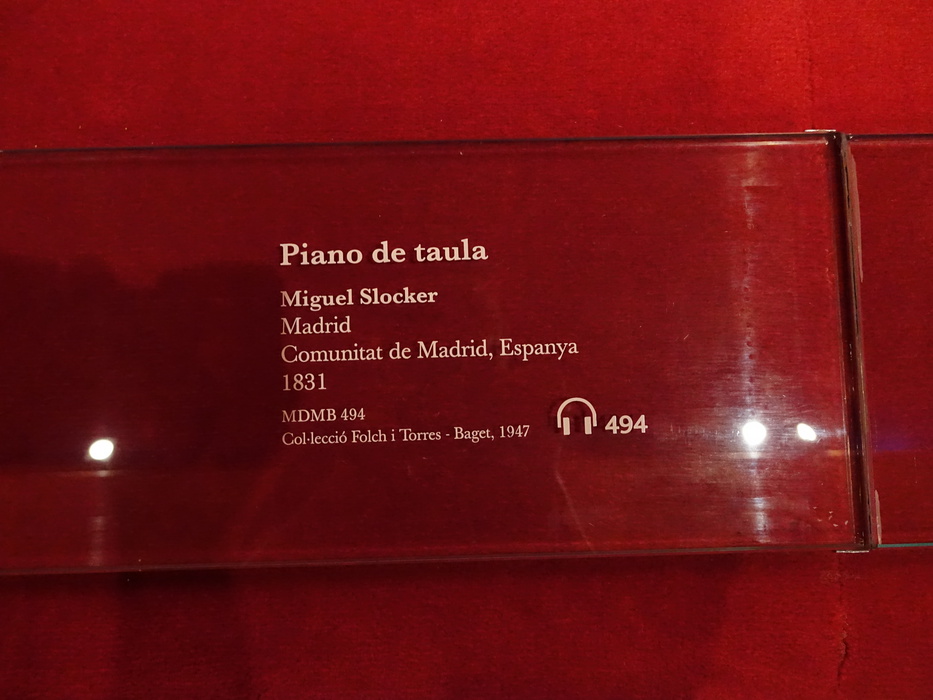 Piano de taula
Miguel Slocker
Madrid
Comunitat de Madrid, Espanya
1831
MDMB 494
Col·lecció Folch i Torres - Baget, 1947
494